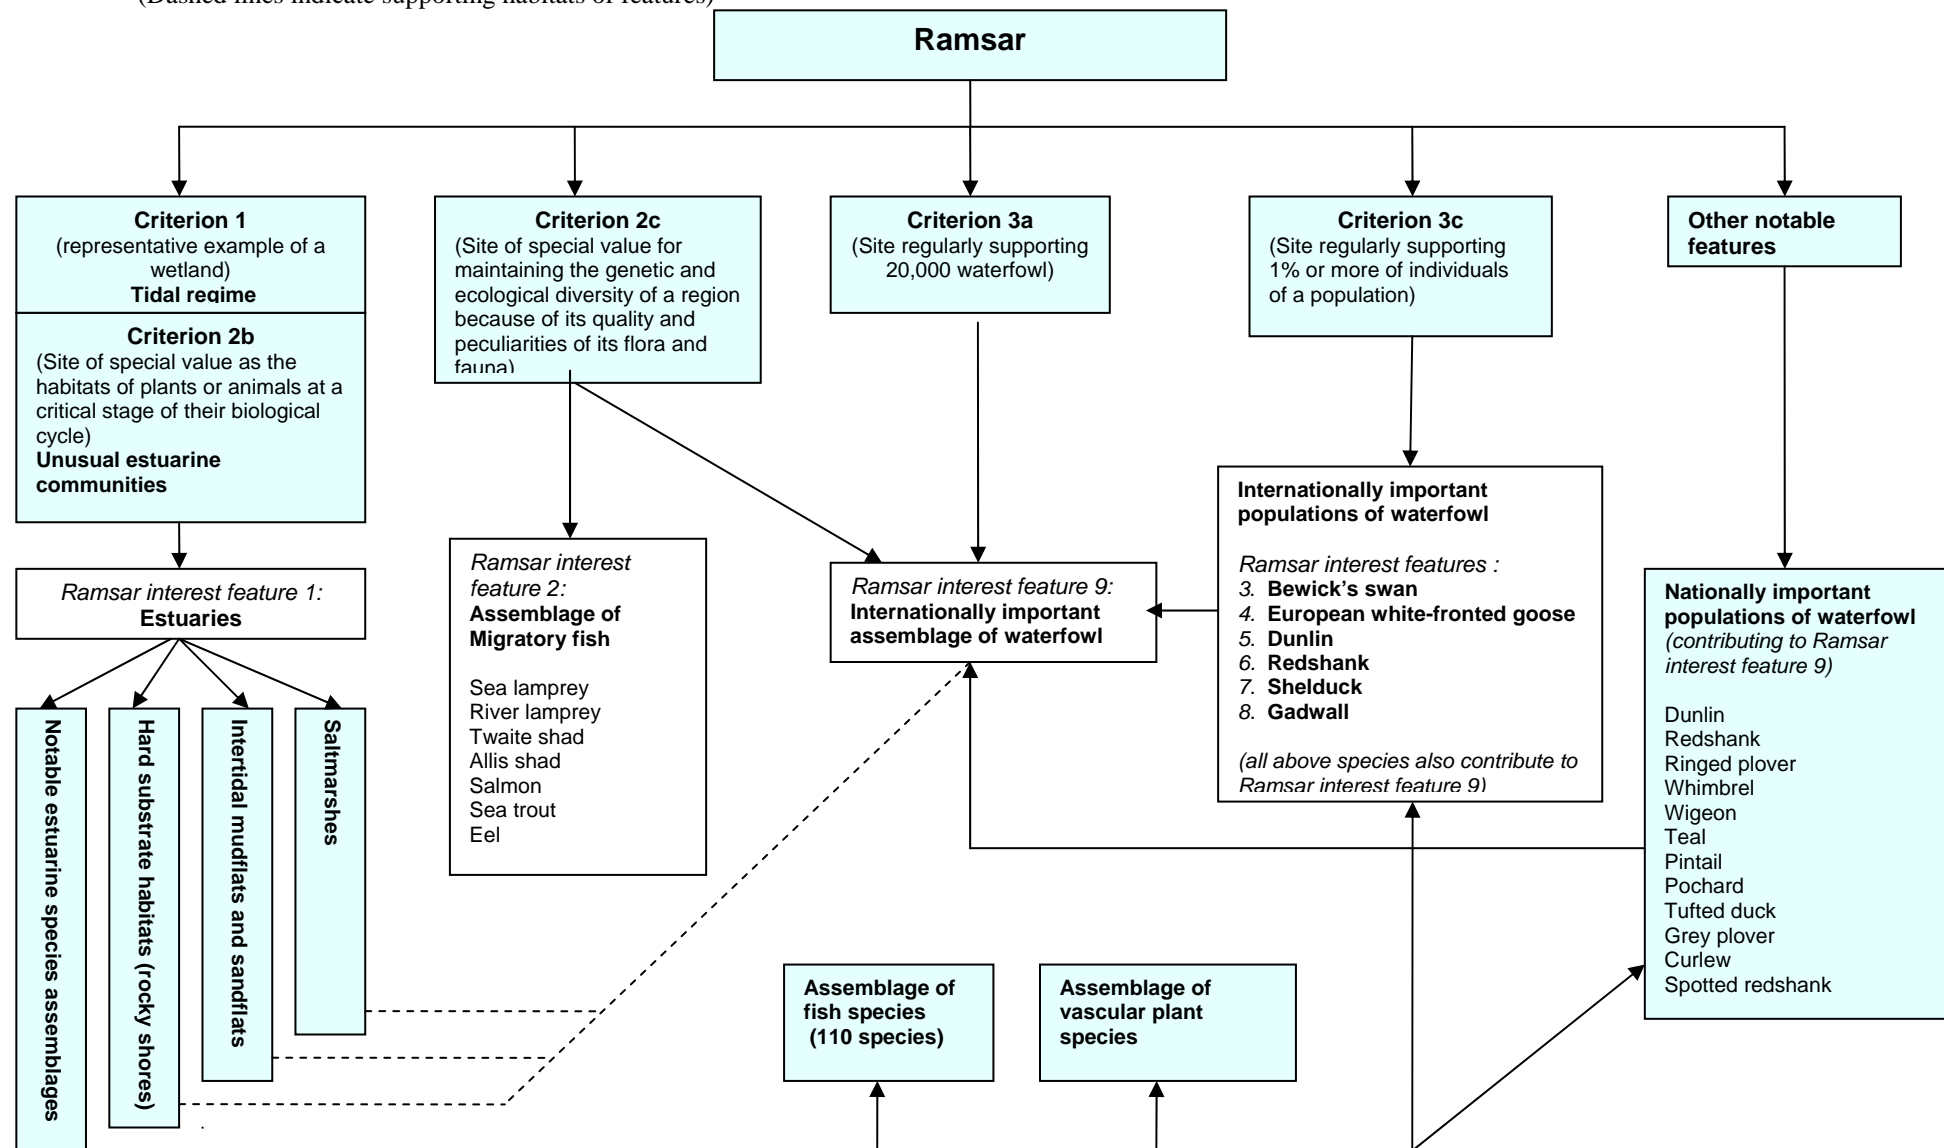 (Dashed lines indicate supporting habitats of features)
Ramsar
Criterion 1
(representative example of a
wetland)
Tidal regime
Criterion 2b
(Site of special value as the
habitats of plants or animals at a
critical stage of their biological
cycle)
Unusual estuarine
communities
Criterion 2c
(Site of special value for
maintaining the genetic and
ecological diversity of a region
because of its quality and
peculiarities of its flora and
fauna)
Criterion 3a
(Site regularly supporting
20,000 waterfowl)
Criterion 3c
(Site regularly supporting
1% or more of individuals
of a population)
Other notable
features
Ramsar interest feature 1:
Estuaries
Notable estuarine species assemblages
Hard substrate habitats (rocky shores)
Intertidal mudflats and sandflats
Saltmarshes
Ramsar interest
feature 2:
Assemblage of
Migratory fish
Sea lamprey
River lamprey
Twaite shad
Allis shad
Salmon
Sea trout
Eel
Ramsar interest feature 9:
Internationally important
assemblage of waterfowl
Internationally important
populations of waterfowl
Ramsar interest features :
3. Bewick's swan
4. European white-fronted goose
5. Dunlin
6. Redshank
7. Shelduck
8. Gadwall
(all above species also contribute to
Ramsar interest feature 9)
Nationally important
populations of waterfowl
(contributing to Ramsar
interest feature 9)
Dunlin
Redshank
Ringed plover
Whimbrel
Wigeon
Teal
Pintail
Pochard
Tufted duck
Grey plover
Curlew
Spotted redshank
Assemblage of
fish species
(110 species)
Assemblage of
vascular plant
species